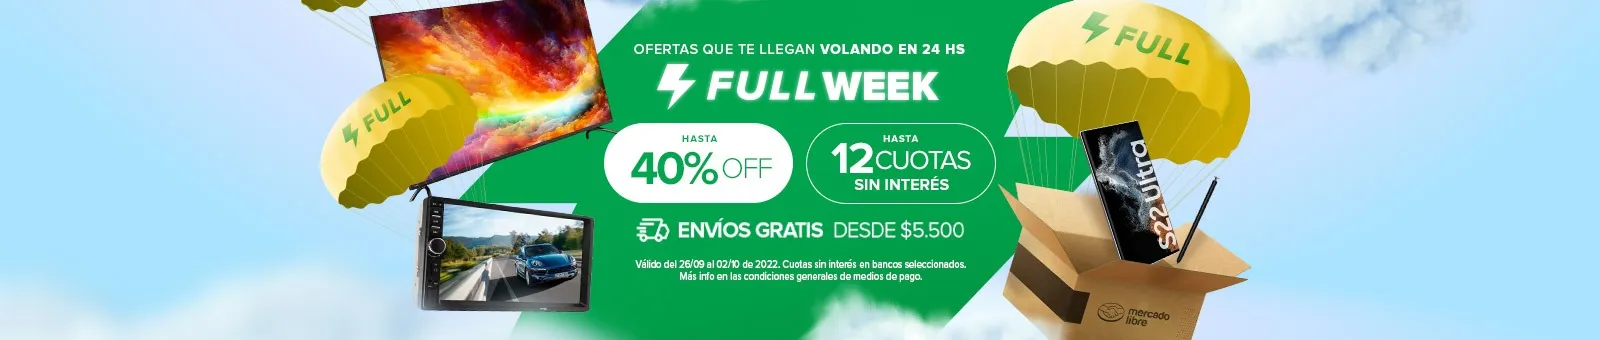 OFERTAS QUE TE LLEGAN VOLANDO EN 24 HS
FULL WEEK
HASTA
40% OFF
HASTA
12 CUOTAS
SIN INTERÉS
ENVÍOS GRATIS DESDE $5.500
Válido del 26/09 al 02/10 de 2022. Cuotas sin interés en bancos seleccionados.
Más info en las condiciones generales de medios de pago.
FULL
FULL
S22 Ultra
mercado
libre